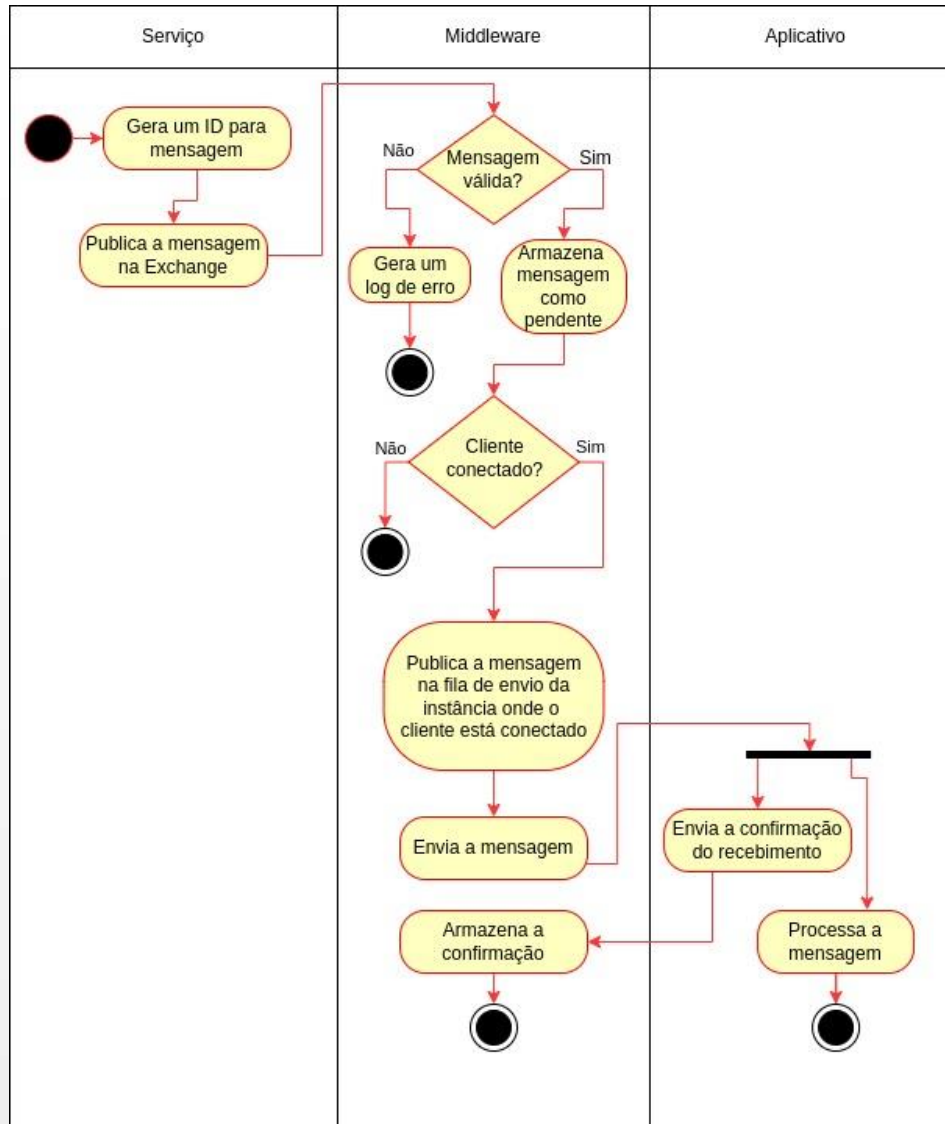 Serviço
Middleware
Aplicativo
Gera um ID para
mensagem
Publica a mensagem
na Exchange
Não
Mensagem
válida?
Sim
Gera um
log de erro
Armazena
mensagem
como
pendente
Não
Cliente
conectado?
Sim
Publica a mensagem
na fila de envio da
instância onde o
cliente está conectado
Envia a mensagem
Envia a confirmação
do recebimento
Armazena a
confirmação
Processa a
mensagem